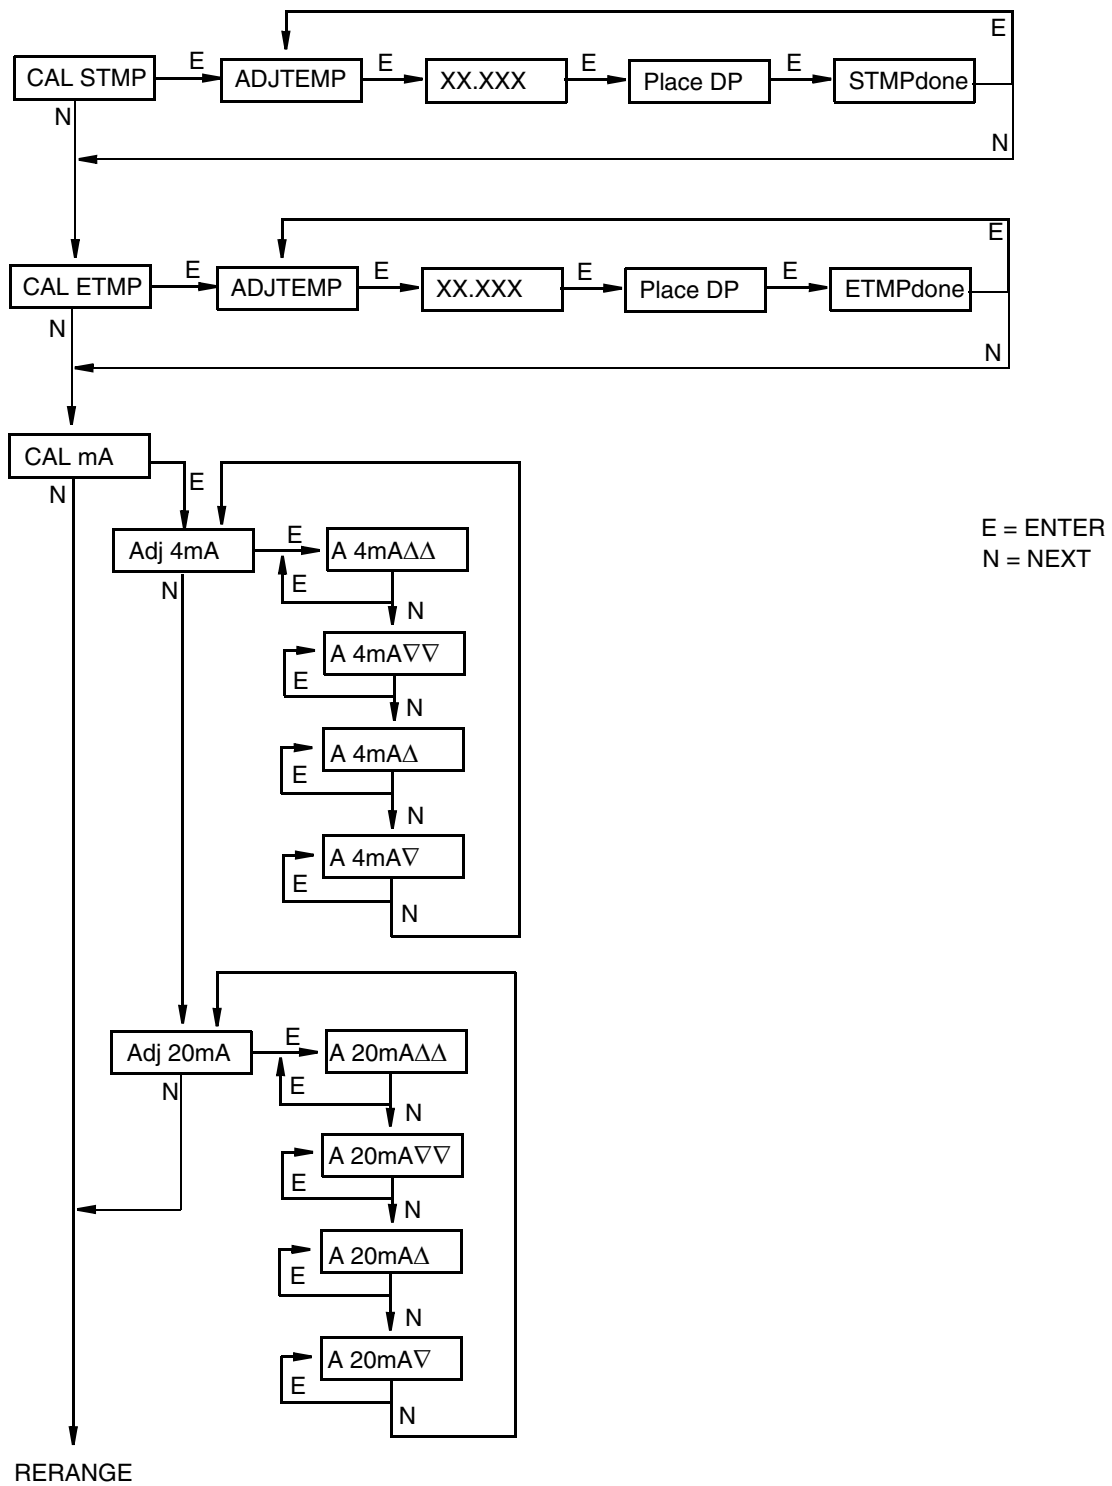 E
CAL STMP E ADJTEMP E XX.XXX E Place DP E STMPdone
N
N
E
CAL ETMP E ADJTEMP E XX.XXX E Place DP E ETMPdone
N
N
CAL mA
N E
E = ENTER
N = NEXT
Adj 4mA E A 4mAΔΔ
N E N
A 4mA∇∇
E N
A 4mAΔ
E N
A 4mA∇
E N
Adj 20mA E A 20mAΔΔ
N E N
A 20mA∇∇
E N
A 20mAΔ
E N
A 20mA∇
E N
RERANGE